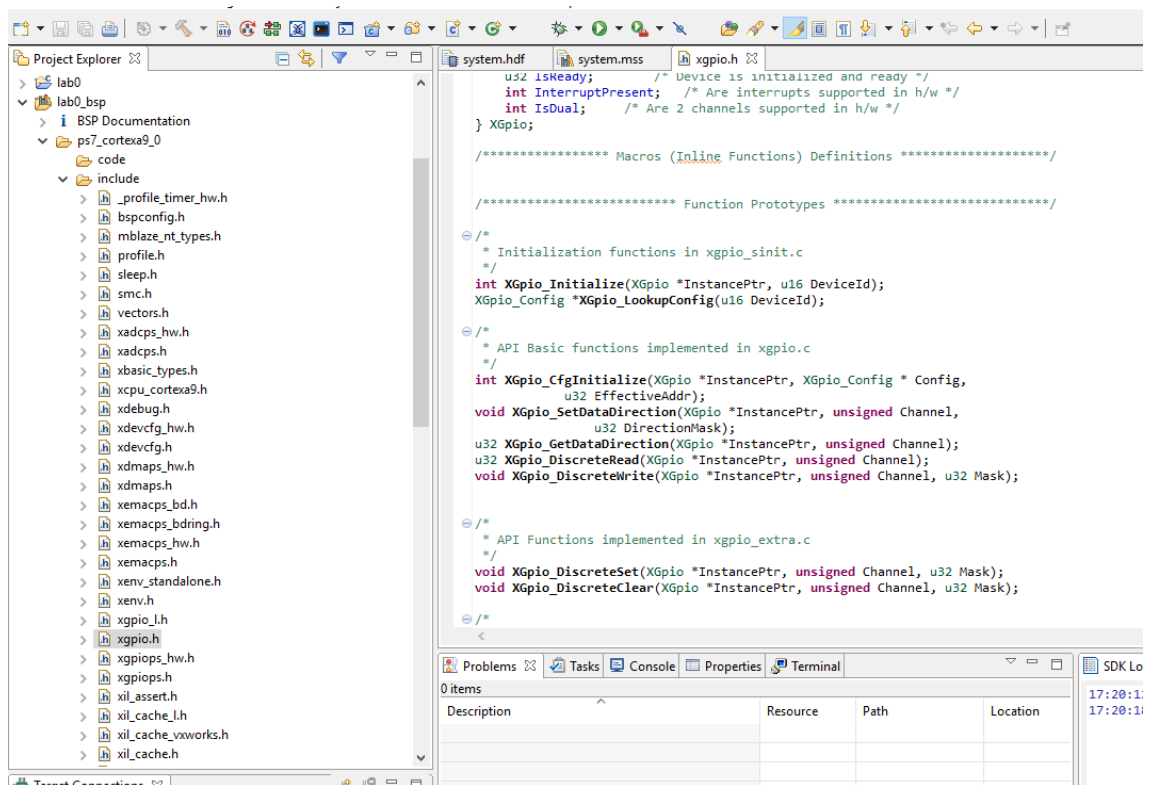 Project Explorer
lab0
lab0_bsp
BSP Documentation
ps7_cortexa9_0
code
include
_profile_timer_hw.h
bspconfig.h
mblaze_nt_types.h
profile.h
sleep.h
smc.h
vectors.h
xadcps_hw.h
xadcps.h
xbasic_types.h
xcpu_cortexa9.h
xdebug.h
xdevcfg_hw.h
xdevcfg.h
xdmaps_hw.h
xdmaps.h
xemacps_bd.h
xemacps_bdring.h
xemacps_hw.h
xemacps.h
xenv_standalone.h
xenv.h
xgpio_l.h
xgpio.h
xgpiops_hw.h
xgpiops.h
xil_assert.h
xil_cache_l.h
xil_cache_vxworks.h
xil_cache.h
Target Connections
system.hdf system.mss xgpio.h
u32 IsReady; /* Device is initialized and ready */
int InterruptPresent; /* Are interrupts supported in h/w */
int IsDual; /* Are 2 channels supported in h/w */
} XGpio;
/***************** Macros (Inline Functions) Definitions *********************/
/************************** Function Prototypes ******************************/
/*
* Initialization functions in xgpio_sinit.c
*/
int XGpio_Initialize(XGpio *InstancePtr, u16 DeviceId);
XGpio_Config *XGpio_LookupConfig(u16 DeviceId);
/*
* API Basic functions implemented in xgpio.c
*/
int XGpio_CfgInitialize(XGpio *InstancePtr, XGpio_Config * Config,
u32 EffectiveAddr);
void XGpio_SetDataDirection(XGpio *InstancePtr, unsigned Channel,
u32 DirectionMask);
u32 XGpio_GetDataDirection(XGpio *InstancePtr, unsigned Channel);
u32 XGpio_DiscreteRead(XGpio *InstancePtr, unsigned Channel);
void XGpio_DiscreteWrite(XGpio *InstancePtr, unsigned Channel, u32 Mask);
/*
* API Functions implemented in xgpio_extra.c
*/
void XGpio_DiscreteSet(XGpio *InstancePtr, unsigned Channel, u32 Mask);
void XGpio_DiscreteClear(XGpio *InstancePtr, unsigned Channel, u32 Mask);
/*
Problems Tasks Console Properties Terminal
0 items
Description Resource Path Location
SDK Lo
17:20:1
17:20:18